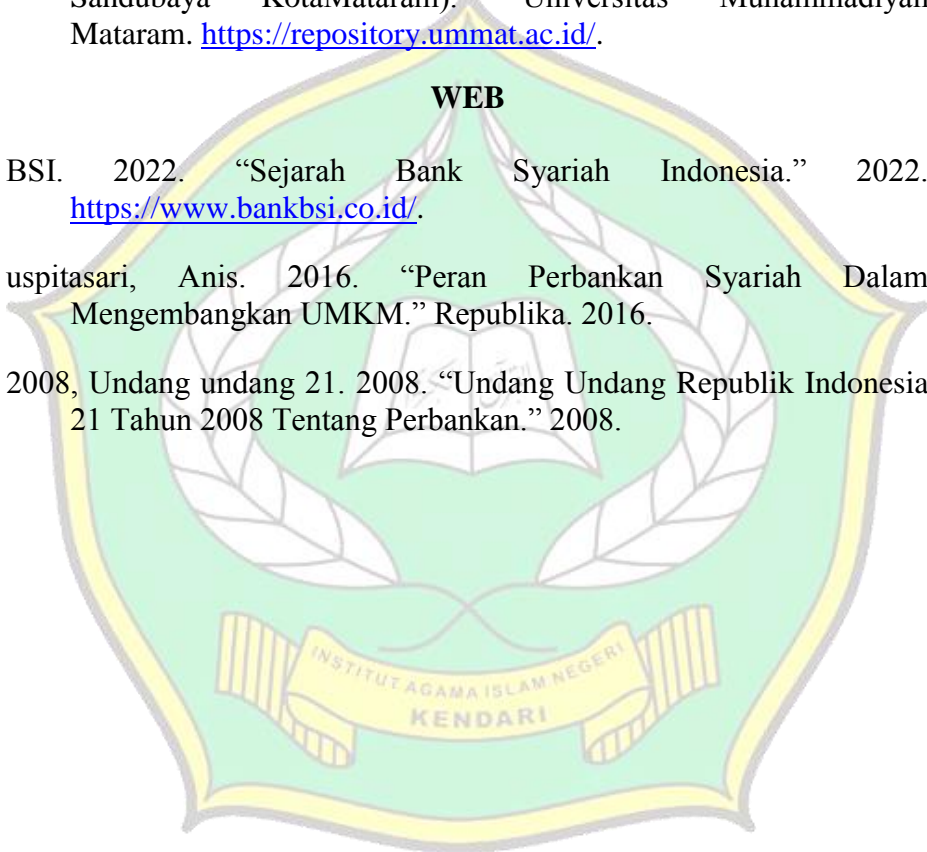 Sandubaya KotaMataram).” Universitas Muhammadiyah
Mataram. https://repository.ummat.ac.id/.
WEB
BSI. 2022. “Sejarah Bank Syariah Indonesia.” 2022.
https://www.bankbsi.co.id/.
uspitasari, Anis. 2016. “Peran Perbankan Syariah Dalam
Mengembangkan UMKM.” Republika. 2016.
2008, Undang undang 21. 2008. “Undang Undang Republik Indonesia
21 Tahun 2008 Tentang Perbankan.” 2008.
INSTITUT AGAMA ISLAM NEGERI
KENDARI